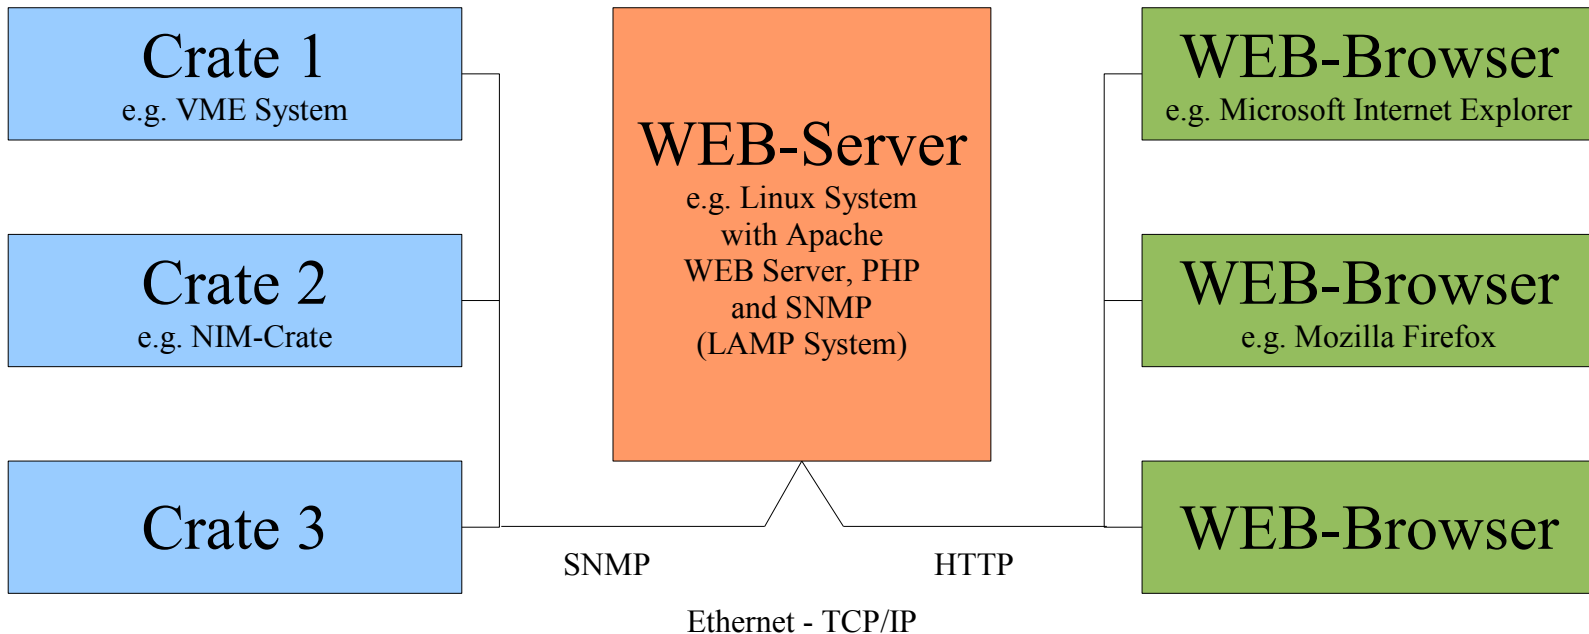 Crate 1
e.g. VME System
Crate 2
e.g. NIM-Crate
Crate 3
WEB-Server
e.g. Linux System
with Apache
WEB Server, PHP
and SNMP
(LAMP System)
WEB-Browser
e.g. Microsoft Internet Explorer
WEB-Browser
e.g. Mozilla Firefox
WEB-Browser
SNMP
HTTP
Ethernet - TCP/IP